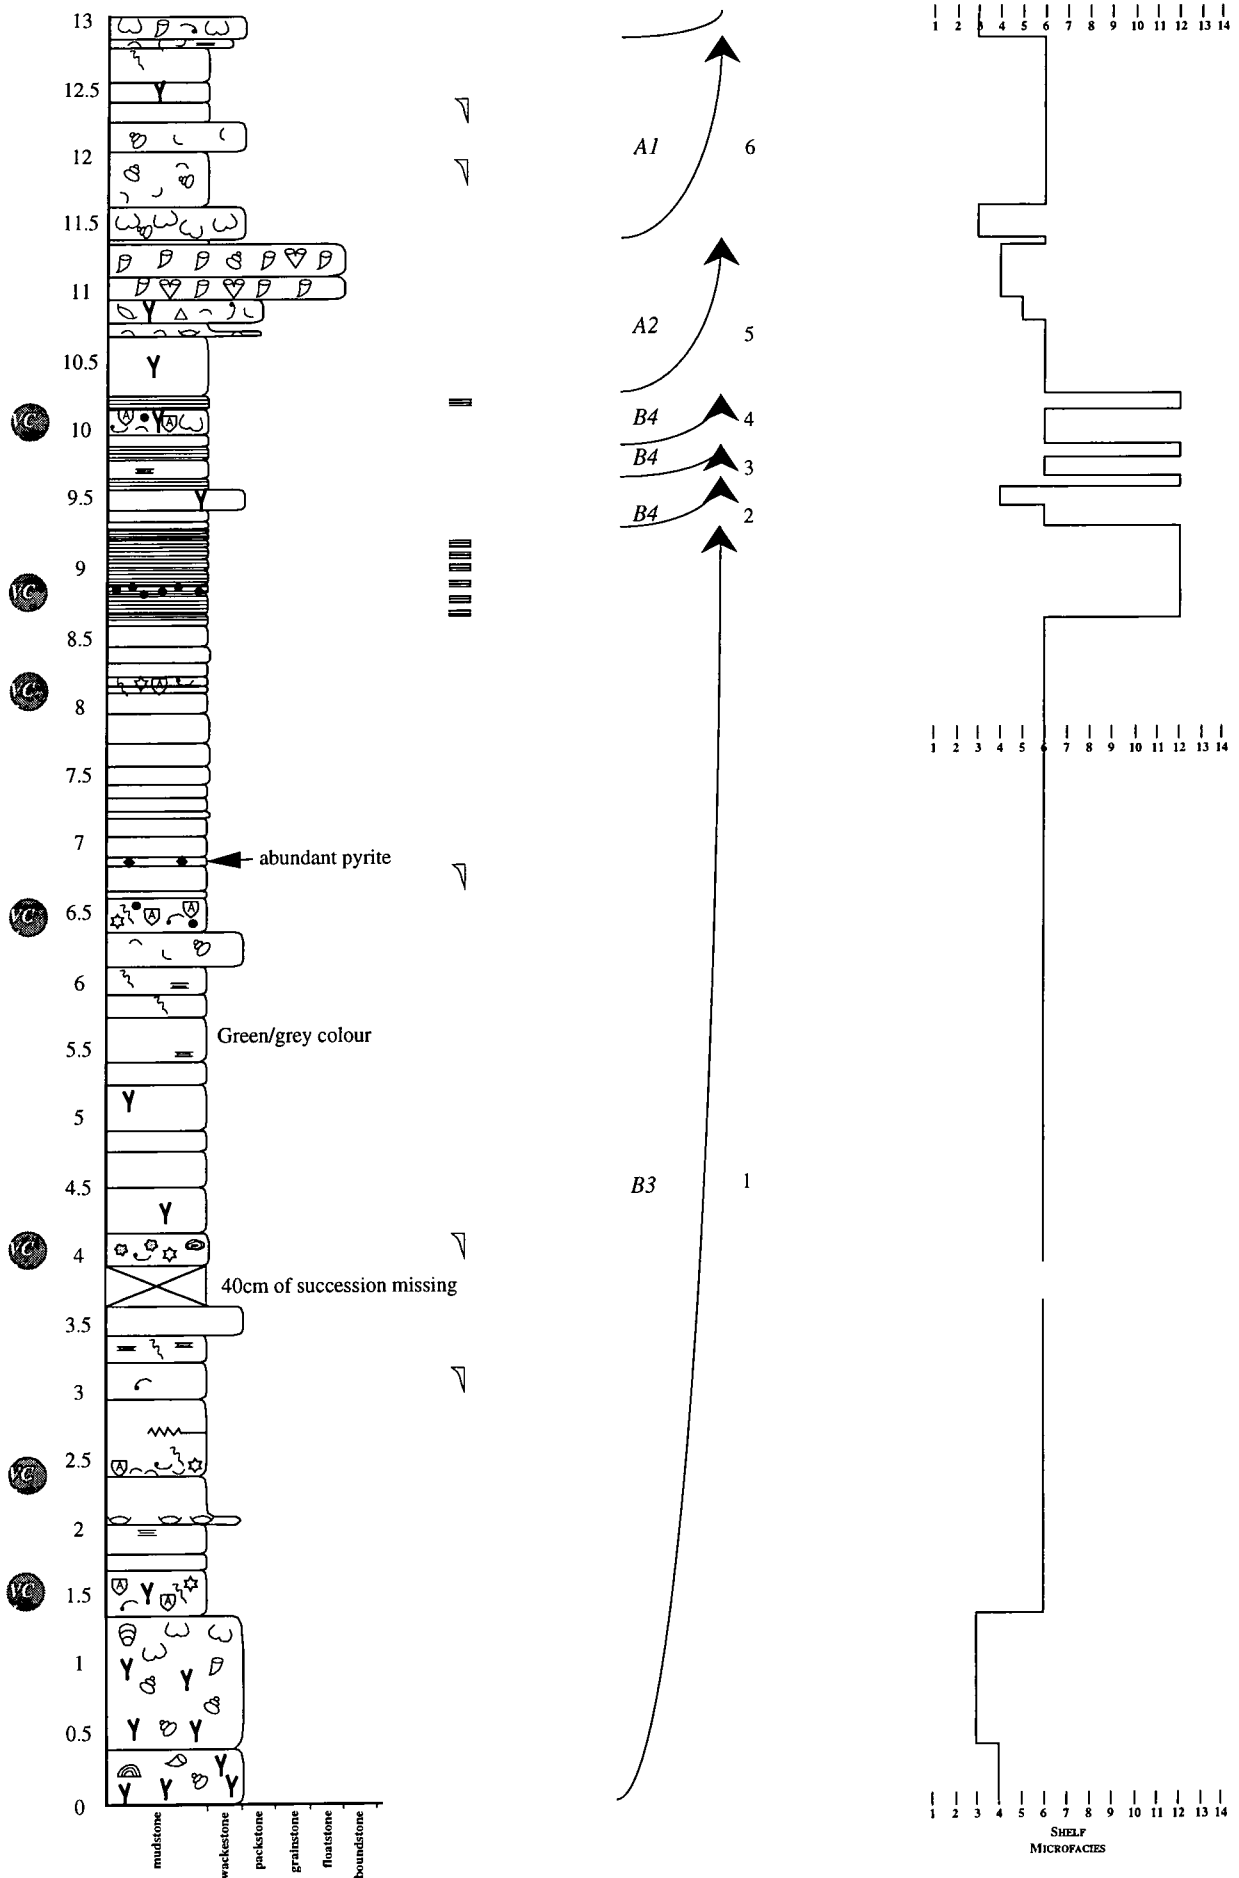 13
12.5
12
11.5
11
10.5
10
9.5
9
8.5
8
7.5
7
6.5
6
5.5
5
4.5
4
3.5
3
2.5
2
1.5
1
0.5
0
VC
VC
VC
VC
VC
VC
VC
A A
A
abundant pyrite
A A
Green/grey colour
40cm of succession missing
A
A A
mudstone
wackestone
packstone
grainstone
floatstone
boundstone
A1 6
A2 5
B4 4
B4 3
B4 2
B3 1
1 2 3 4 5 6 7 8 9 10 11 12 13 14
1 2 3 4 5 6 7 8 9 10 11 12 13 14
1 2 3 4 5 6 7 8 9 10 11 12 13 14
SHELF
MICROFACIES